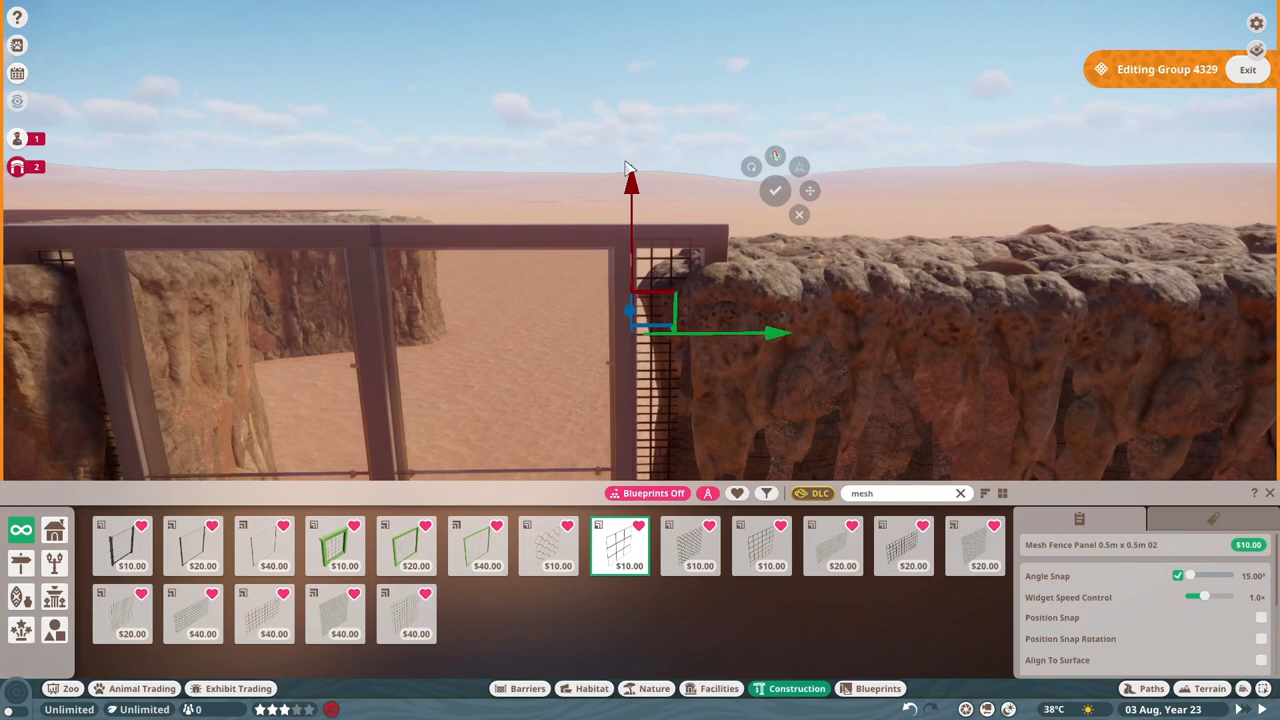 ?
Editing Group 4329
Exit
1
2
Blueprints Off
DLC
mesh
?
$10.00
$20.00
$40.00
$10.00
$20.00
$40.00
$10.00
$10.00
$10.00
$10.00
$20.00
$20.00
$20.00
$20.00
$40.00
$40.00
$40.00
$40.00
Mesh Fence Panel 0.5m x 0.5m 02
$10.00
Angle Snap
15.00°
Widget Speed Control
1.0×
Position Snap
Position Snap Rotation
Align To Surface
Zoo
Animal Trading
Exhibit Trading
Barriers
Habitat
Nature
Facilities
Construction
Blueprints
Paths
Terrain
Unlimited
Unlimited
0
38°C
03 Aug, Year 23